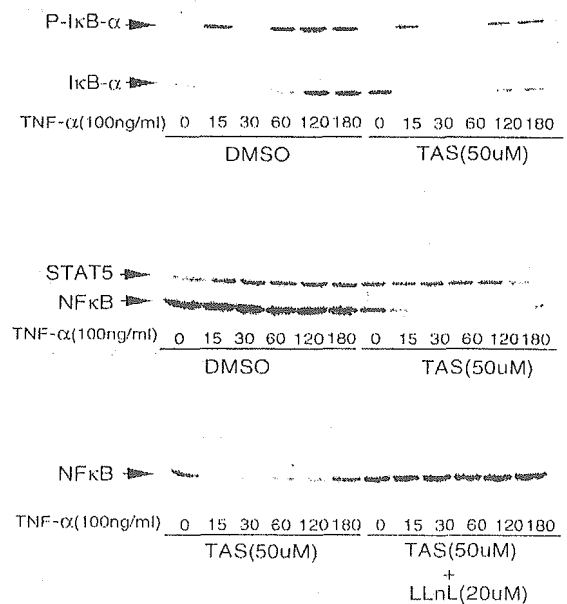 P-IκB-α
IκB-α
TNF-α(100ng/ml) 0 15 30 60 120 180 0 15 30 60 120 180
DMSO TAS(50uM)
STAT5
NFκB
TNF-α(100ng/ml) 0 15 30 60 120 180 0 15 30 60 120 180
DMSO TAS(50uM)
NFκB
TNF-α(100ng/ml) 0 15 30 60 120 180 0 15 30 60 120 180
TAS(50uM) TAS(50uM)
+
LLnL(20uM)